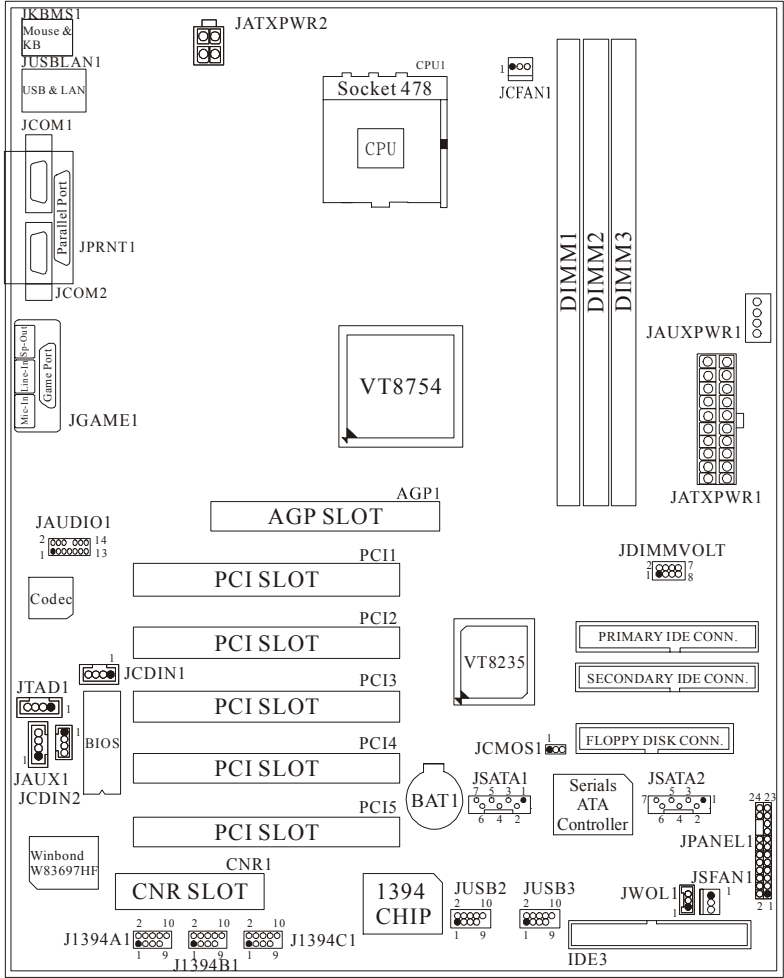 JKBMS1
Mouse &
KB
JATXPWR2
JUSBLAN1
USB & LAN
CPU1
Socket 478
CPU
1
JCFAN1
JCOM1
Parallel Port
JPRNT1
JCOM2
DIMM1
DIMM2
DIMM3
JAUXPWR1
Sp-Out
Line-In
Mic-In
Game Port
JGAME1
VT8754
JATXPWR1
AGP1
AGP SLOT
JAUDIO1
2 14
1 13
JDIMMVOLT
2 7
1 8
PCI1
PCI SLOT
Codec
PCI2
PCI SLOT
VT8235
PRIMARY IDE CONN.
SECONDARY IDE CONN.
1
JCDIN1
JTAD1
1
PCI3
PCI SLOT
BIOS
1
1
JAUX1
JCDIN2
PCI4
PCI SLOT
JCMOS1
1
FLOPPY DISK CONN.
BAT1
JSATA1
7 5 3 1
6 4 2
Serials
ATA
Controller
JSATA2
7 5 3 1
6 4 2
24 23
JPANEL1
2 1
PCI5
PCI SLOT
Winbond
W83697HF
CNR1
CNR SLOT
1394
CHIP
JUSB2
2 10
1 9
JUSB3
2 10
1 9
JWOL1
1
JSFAN1
1
J1394A1
2 10
1 9
J1394B1
2 10
1 9
J1394C1
2 10
1 9
IDE3